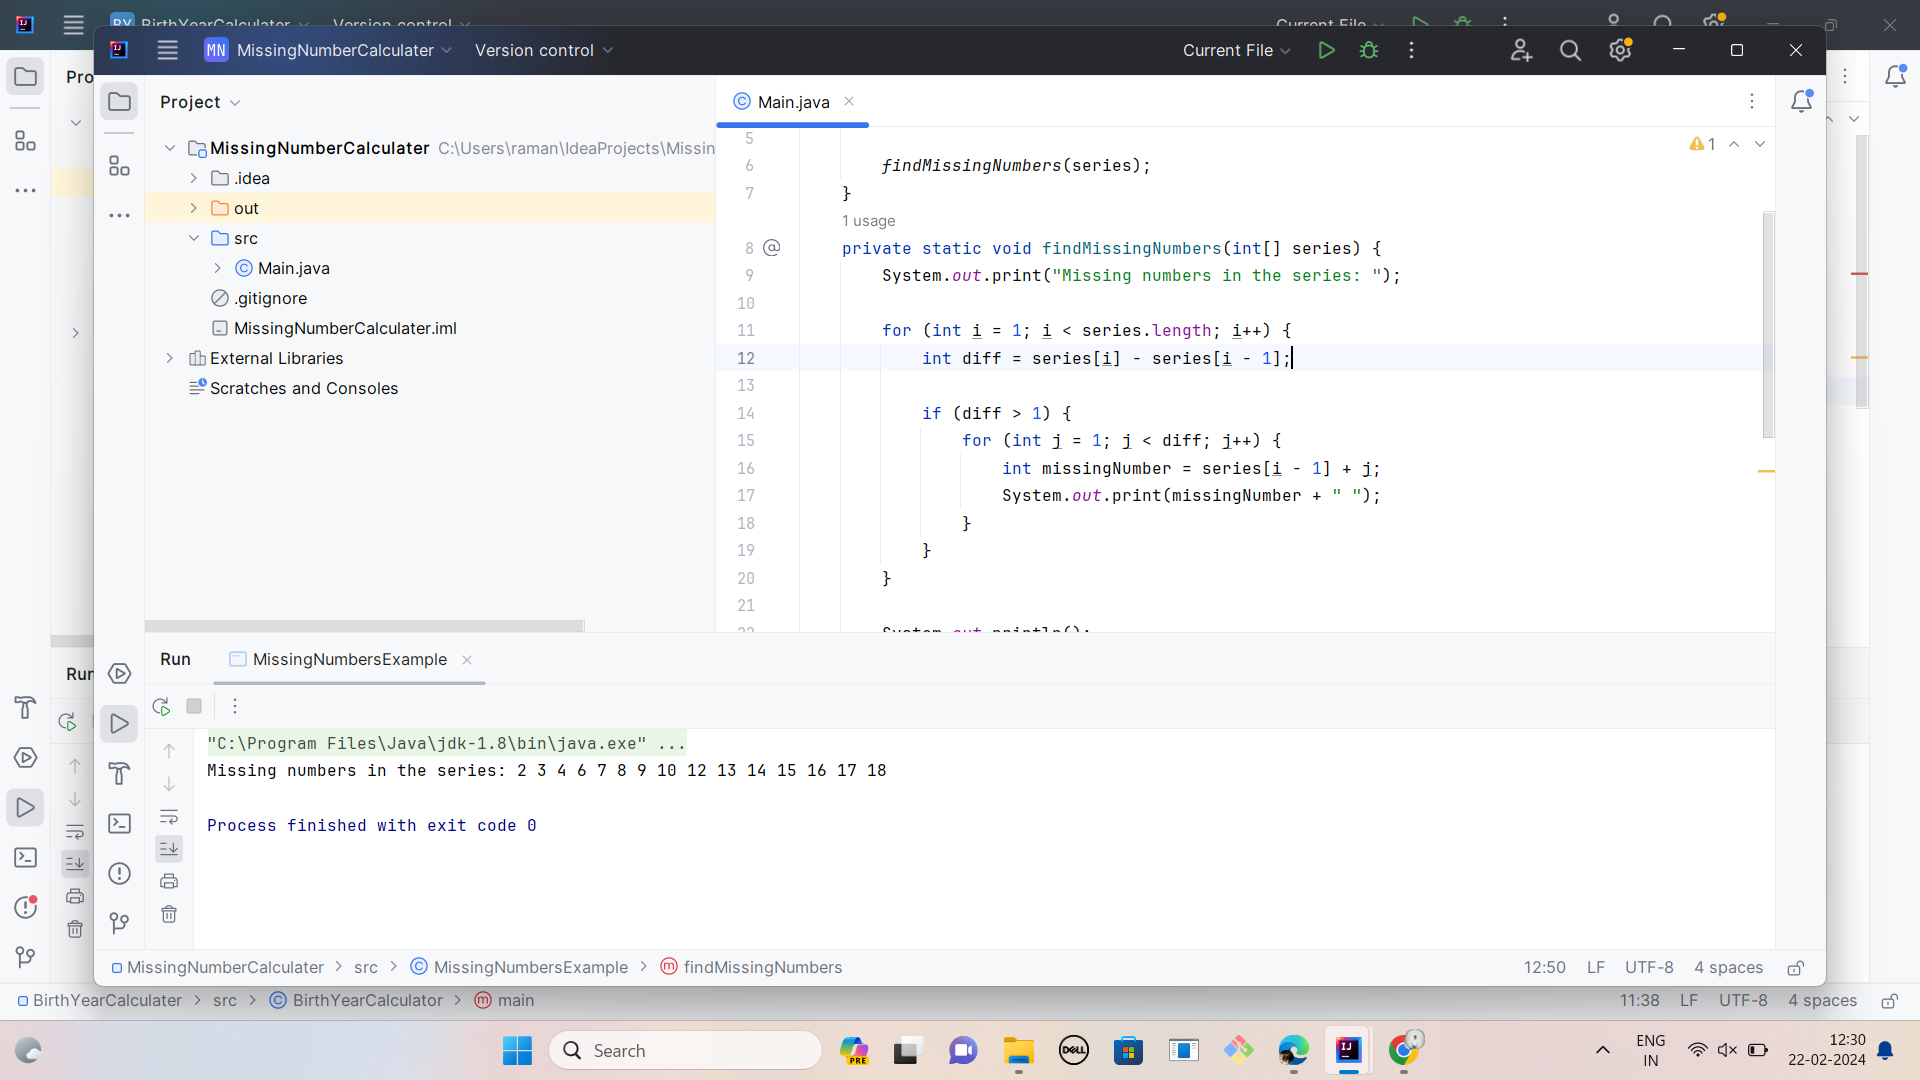 BY BirthYearCalculater Version control Current File
MN MissingNumberCalculater Version control Current File
Pro
Project
Main.java
MissingNumberCalculater C:\Users\raman\IdeaProjects\Missin
.idea
out
src
Main.java
.gitignore
MissingNumberCalculater.iml
External Libraries
Scratches and Consoles
1
5
6 findMissingNumbers(series);
7 }
1 usage
8 @ private static void findMissingNumbers(int[] series) {
9 System.out.print("Missing numbers in the series: ");
10
11 for (int i = 1; i < series.length; i++) {
12 int diff = series[i] - series[i - 1];
13
14 if (diff > 1) {
15 for (int j = 1; j < diff; j++) {
16 int missingNumber = series[i - 1] + j;
17 System.out.print(missingNumber + " ");
18 }
19 }
20 }
21
22 System.out.println();
Run
Run MissingNumbersExample
"C:\Program Files\Java\jdk-1.8\bin\java.exe" ...
Missing numbers in the series: 2 3 4 6 7 8 9 10 12 13 14 15 16 17 18
Process finished with exit code 0
MissingNumberCalculater > src > MissingNumbersExample > findMissingNumbers 12:50 LF UTF-8 4 spaces
BirthYearCalculater > src > BirthYearCalculator > main 11:38 LF UTF-8 4 spaces
Search
PRE
DELL
IJ
ENG
IN
12:30
22-02-2024